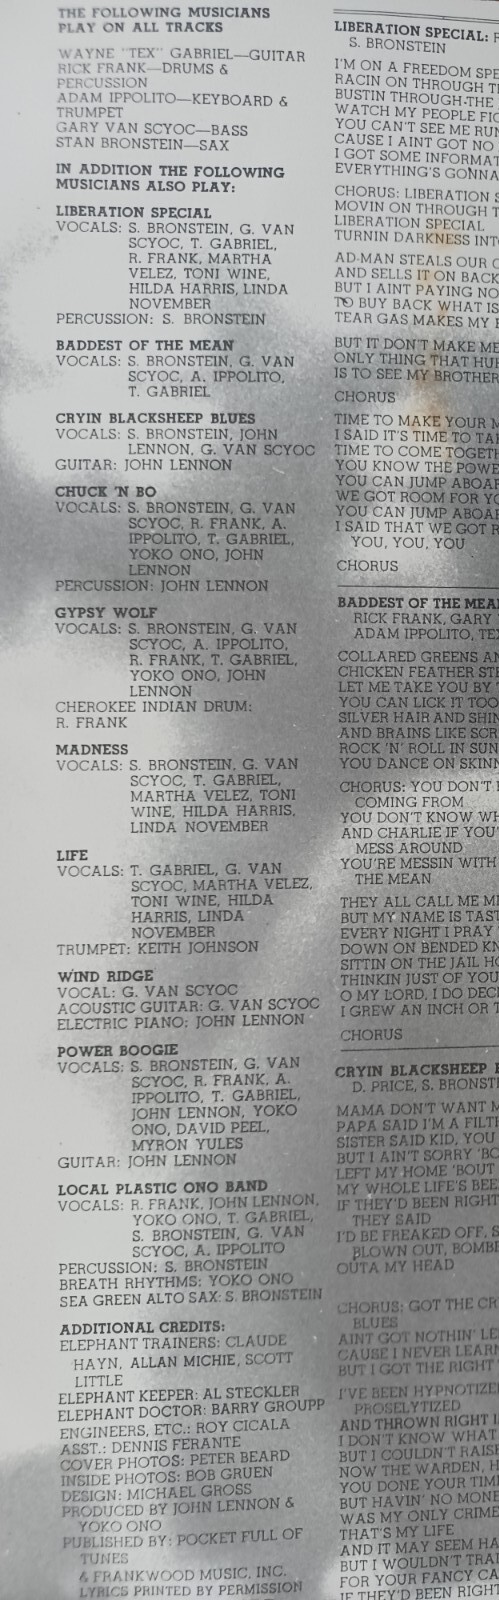 THE FOLLOWING MUSICIANS
PLAY ON ALL TRACKS
WAYNE "TEX" GABRIEL—GUITAR
RICK FRANK—DRUMS &
PERCUSSION
ADAM IPPOLITO—KEYBOARD &
TRUMPET
GARY VAN SCYOC—BASS
STAN BRONSTEIN—SAX
IN ADDITION THE FOLLOWING
MUSICIANS ALSO PLAY:
LIBERATION SPECIAL
VOCALS: S. BRONSTEIN, G. VAN
SCYOC, T. GABRIEL,
R. FRANK, MARTHA
VELEZ, TONI WINE,
HILDA HARRIS, LINDA
NOVEMBER
PERCUSSION: S. BRONSTEIN
BADDEST OF THE MEAN
VOCALS: S. BRONSTEIN, G. VAN
SCYOC, A. IPPOLITO,
T. GABRIEL
CRYIN BLACKSHEEP BLUES
VOCALS: S. BRONSTEIN, JOHN
LENNON, G. VAN SCYOC
GUITAR: JOHN LENNON
CHUCK 'N BO
VOCALS: S. BRONSTEIN, G. VAN
SCYOC, R. FRANK, A.
IPPOLITO, T. GABRIEL,
YOKO ONO, JOHN
LENNON
PERCUSSION: JOHN LENNON
GYPSY WOLF
VOCALS: S. BRONSTEIN, G. VAN
SCYOC, A. IPPOLITO,
R. FRANK, T. GABRIEL,
YOKO ONO, JOHN
LENNON
CHEROKEE INDIAN DRUM:
R. FRANK
MADNESS
VOCALS: S. BRONSTEIN, G. VAN
SCYOC, T. GABRIEL,
MARTHA VELEZ, TONI
WINE, HILDA HARRIS,
LINDA NOVEMBER
LIFE
VOCALS: T. GABRIEL, G. VAN
SCYOC, MARTHA VELEZ,
TONI WINE, HILDA
HARRIS, LINDA
NOVEMBER
TRUMPET: KEITH JOHNSON
WIND RIDGE
VOCAL: G. VAN SCYOC
ACOUSTIC GUITAR: G. VAN SCYOC
ELECTRIC PIANO: JOHN LENNON
POWER BOOGIE
VOCALS: S. BRONSTEIN, G. VAN
SCYOC, R. FRANK, A.
IPPOLITO, T. GABRIEL,
JOHN LENNON, YOKO
ONO, DAVID PEEL,
MYRON YULES
GUITAR: JOHN LENNON
LOCAL PLASTIC ONO BAND
VOCALS: R. FRANK, JOHN LENNON,
YOKO ONO, T. GABRIEL,
S. BRONSTEIN, G. VAN
SCYOC, A. IPPOLITO
PERCUSSION: S. BRONSTEIN
BREATH RHYTHMS: YOKO ONO
SEA GREEN ALTO SAX: S. BRONSTEIN
ADDITIONAL CREDITS:
ELEPHANT TRAINERS: CLAUDE
HAYN, ALLAN MICHIE, SCOTT
LITTLE
ELEPHANT KEEPER: AL STECKLER
ELEPHANT DOCTOR: BARRY GROUPP
ENGINEERS, ETC.: ROY CICALA
ASST.: DENNIS FERANTE
COVER PHOTOS: PETER BEARD
INSIDE PHOTOS: BOB GRUEN
DESIGN: MICHAEL GROSS
PRODUCED BY JOHN LENNON &
YOKO ONO
PUBLISHED BY: POCKET FULL OF
TUNES
& FRANKWOOD MUSIC, INC.
LYRICS PRINTED BY PERMISSION
LIBERATION SPECIAL:
S. BRONSTEIN
I'M ON A FREEDOM
RACIN ON THROUGH
BUSTIN THROUGH THE
WATCH MY PEOPLE
YOU CAN'T SEE ME
CAUSE I AINT GOT NO
I GOT SOME
EVERYTHING'S
CHORUS: LIBERATION
MOVIN ON THROUGH
LIBERATION SPECIAL
TURNIN DARKNESS
AD-MAN STEALS OUR
AND SELLS IT ON BACK
BUT I AINT PAYING
TO BUY BACK WHAT IS
TEAR GAS MAKES MY
BUT IT DON'T MAKE
ONLY THING THAT
IS TO SEE MY
CHORUS
TIME TO MAKE YOUR
I SAID IT'S TIME TO
TIME TO COME
YOU KNOW THE
YOU CAN JUMP
WE GOT ROOM FOR
YOU CAN JUMP
I SAID THAT WE GOT
YOU, YOU, YOU
CHORUS
BADDEST OF THE
RICK FRANK, GARY
ADAM IPPOLITO,
COLLARED GREENS
CHICKEN FEATHER
LET ME TAKE YOU BY
YOU CAN LICK IT
SILVER HAIR AND
AND BRAINS LIKE
ROCK 'N' ROLL IN
YOU DANCE ON
CHORUS: YOU DON'T
COMING FROM
YOU DON'T KNOW
AND CHARLIE IF
MESS AROUND
YOU'RE MESSIN WITH
THE MEAN
THEY ALL CALL ME
BUT MY NAME IS
EVERY NIGHT I PRAY
DOWN ON BENDED
SITTIN ON THE JAIL
THINKIN JUST OF
O MY LORD, I DO
I GREW AN INCH OR
CHORUS
CRYIN BLACKSHEEP
D. PRICE, S.
MAMA DON'T WANT
PAPA SAID I'M A
SISTER SAID KID, YOU
BUT I AIN'T SORRY
LEFT MY HOME 'BOUT
MY WHOLE LIFE'S
IF THEY'D BEEN RIGHT
THEY SAID
I'D BE FREAKED OFF,
BLOWN OUT,
OUTA MY HEAD
CHORUS: GOT THE
BLUES
AINT GOT NOTHIN'
CAUSE I NEVER
BUT I GOT THE RIGHT
I'VE BEEN
PROSELYTIZED
AND THROWN RIGHT
I DON'T KNOW WHAT
BUT I COULDN'T
NOW THE WARDEN,
YOU DONE YOUR
BUT HAVIN' NO
WAS MY ONLY
THAT'S MY LIFE
AND IT MAY SEEM
BUT I WOULDN'T
FOR YOUR FANCY
IF THEY'D BEEN RIGHT